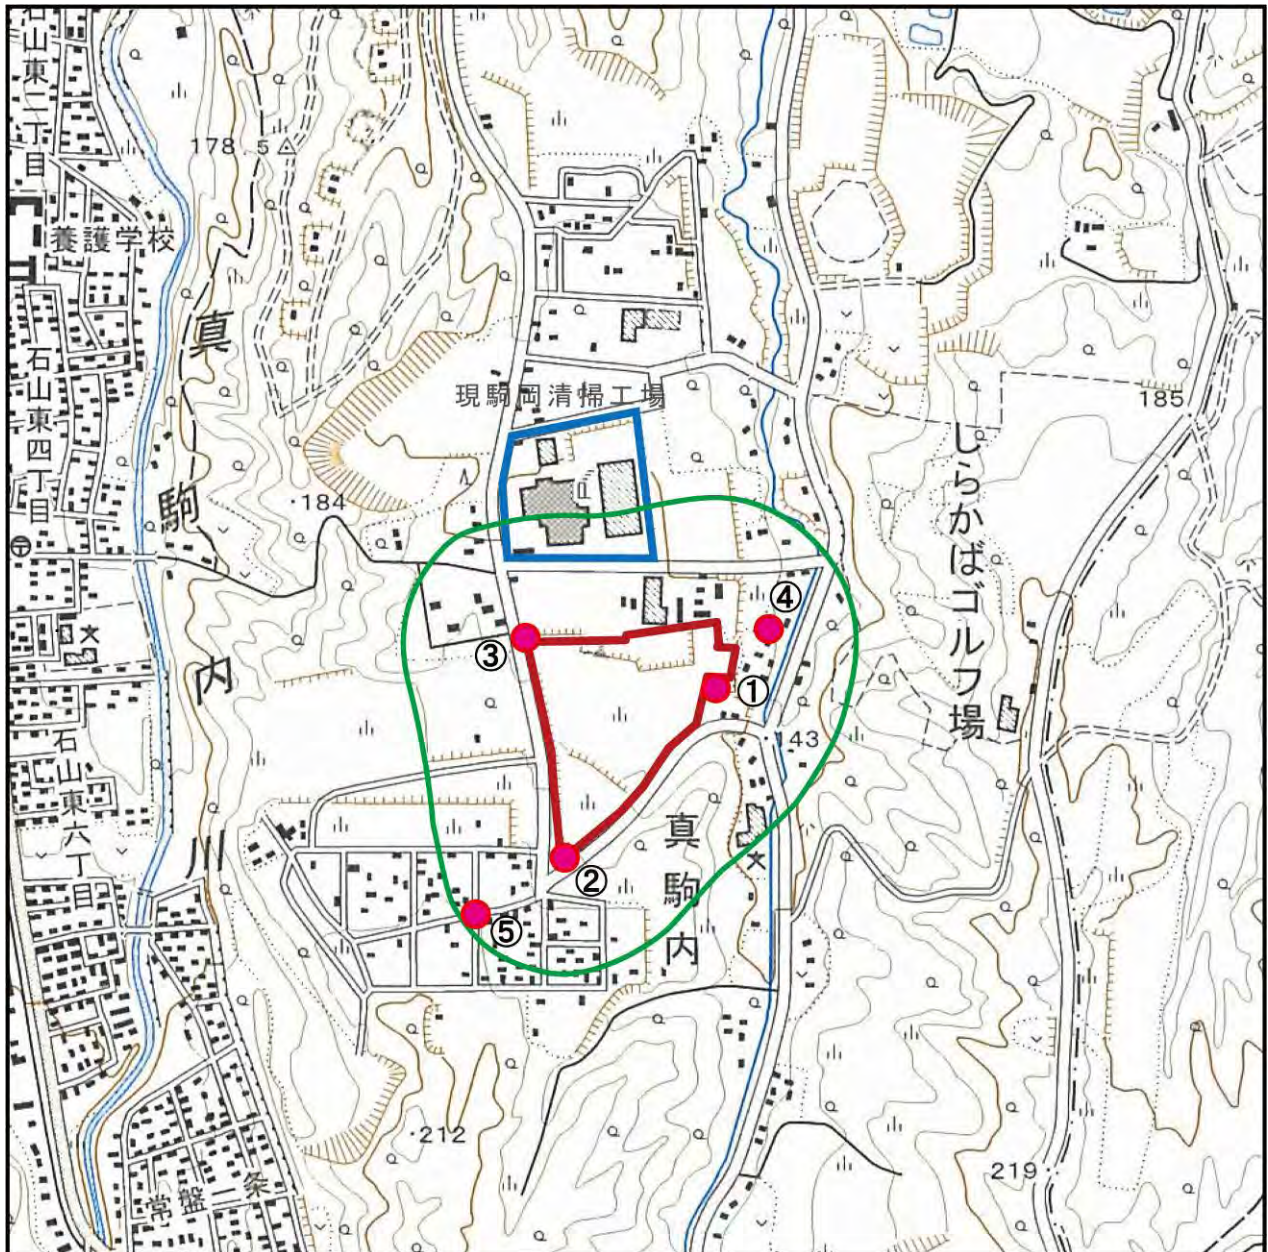 石山東二丁目
178.5
養護学校
真駒内川
石山東四丁目
現駒岡清掃工場
185
しらかばゴルフ場
184
④
③
①
143
石山東六丁目
真駒内
②
⑤
212
219
常盤一条